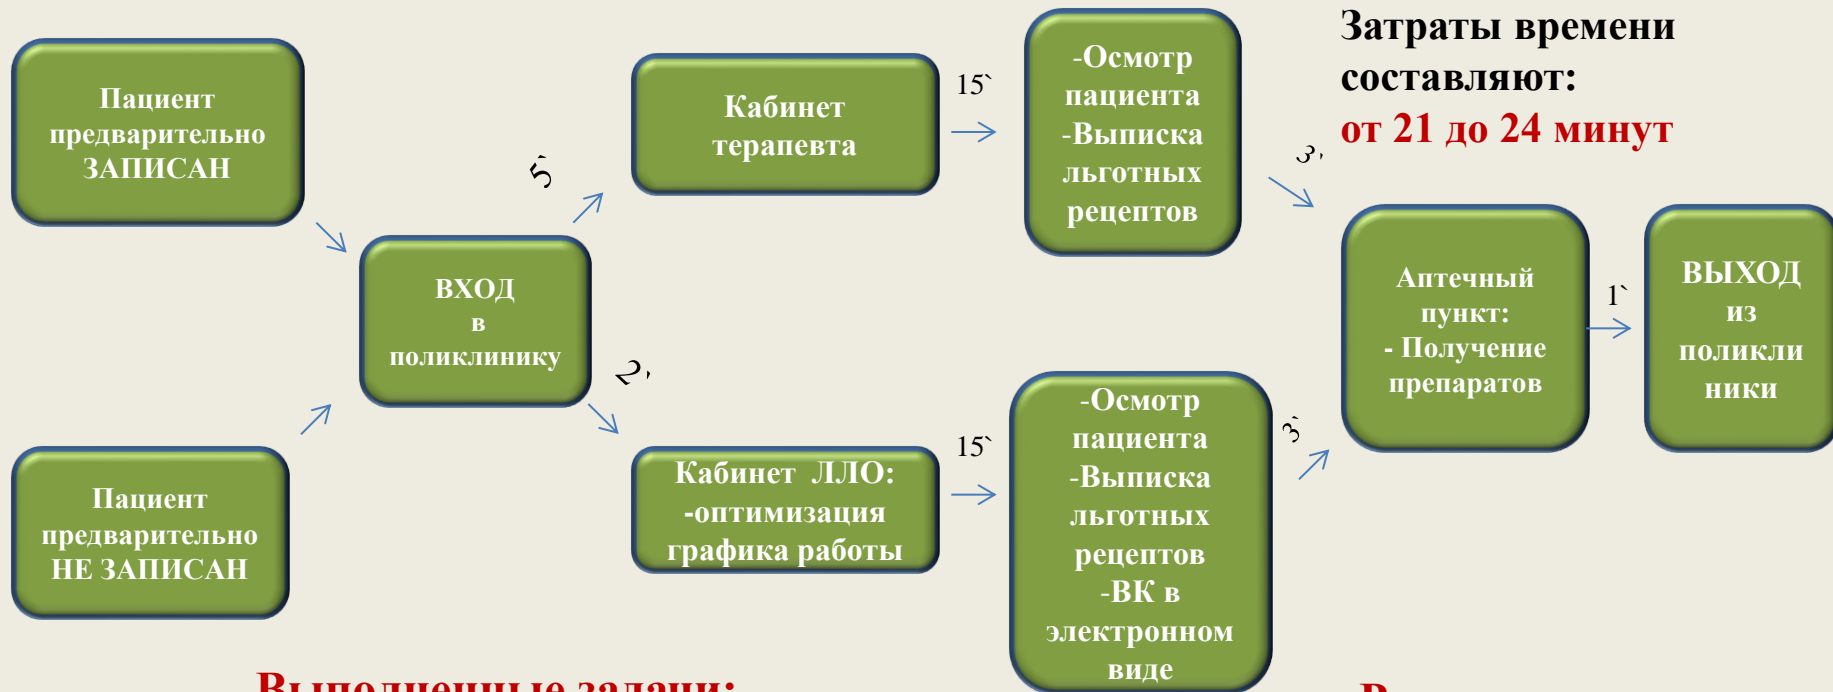 Пациент
предварительно
ЗАПИСАН
Пациент
предварительно
НЕ ЗАПИСАН
ВХОД
в
поликлинику
5`
2`
Кабинет
терапевта
Кабинет ЛЛО:
-оптимизация
графика работы
15`
15`
-Осмотр
пациента
-Выписка
льготных
рецептов
-Осмотр
пациента
-Выписка
льготных
рецептов
-ВК в
электронном
виде
3`
3`
Затраты времени
составляют:
от 21 до 24 минут
Аптечный
пункт:
- Получение
препаратов
1`
ВЫХОД
из
поликли
ники
Выполненные задачи: